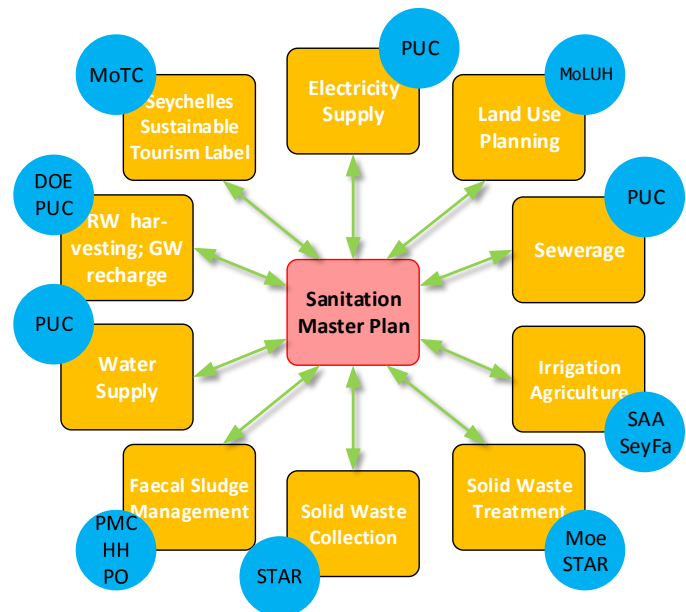 MoTC
Seychelles
Sustainable
Tourism Label
PUC
Electricity
Supply
MoLUH
Land Use
Planning
DOE
PUC
RW har-
vesting; GW
recharge
PUC
Sewerage
Sanitation
Master Plan
PUC
Water
Supply
Irrigation
Agriculture
SAA
SeyFa
Faecal Sludge
Management
PMC
HH
PO
Solid Waste
Collection
STAR
Solid Waste
Treatment
Moe
STAR